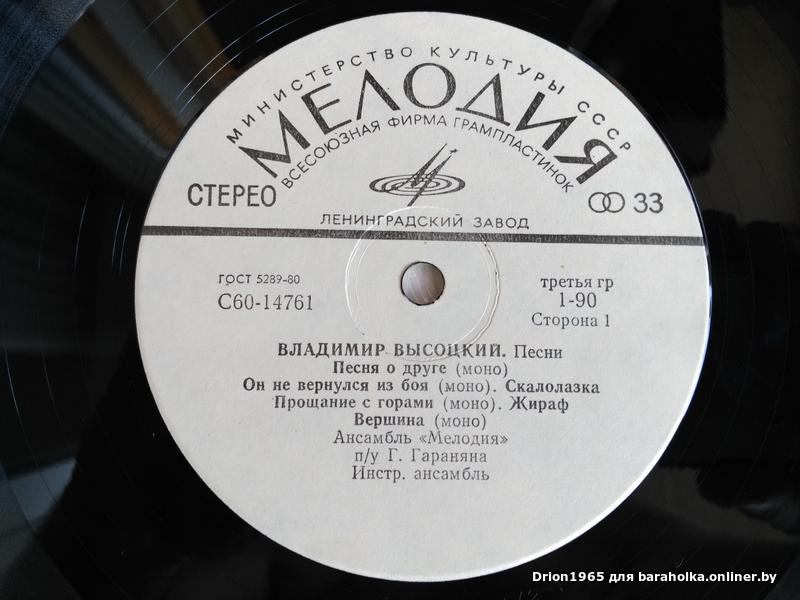 МИНИСТЕРСТВО КУЛЬТУРЫ СССР
МЕЛОДИЯ
ВСЕСОЮЗНАЯ ФИРМА ГРАМПЛАСТИНОК
СТЕРЕО
33
ЛЕНИНГРАДСКИЙ ЗАВОД
ГОСТ 5289-80
С60-14761
третья гр
1-90
Сторона 1
ВЛАДИМИР ВЫСОЦКИЙ. Песни
Песня о друге (моно)
Он не вернулся из боя (моно). Скалолазка
Прощание с горами (моно). Жираф
Вершина (моно)
Ансамбль «Мелодия»
п/у Г. Гараняна
Инстр. ансамбль
Drion1965 для baraholka.onliner.by